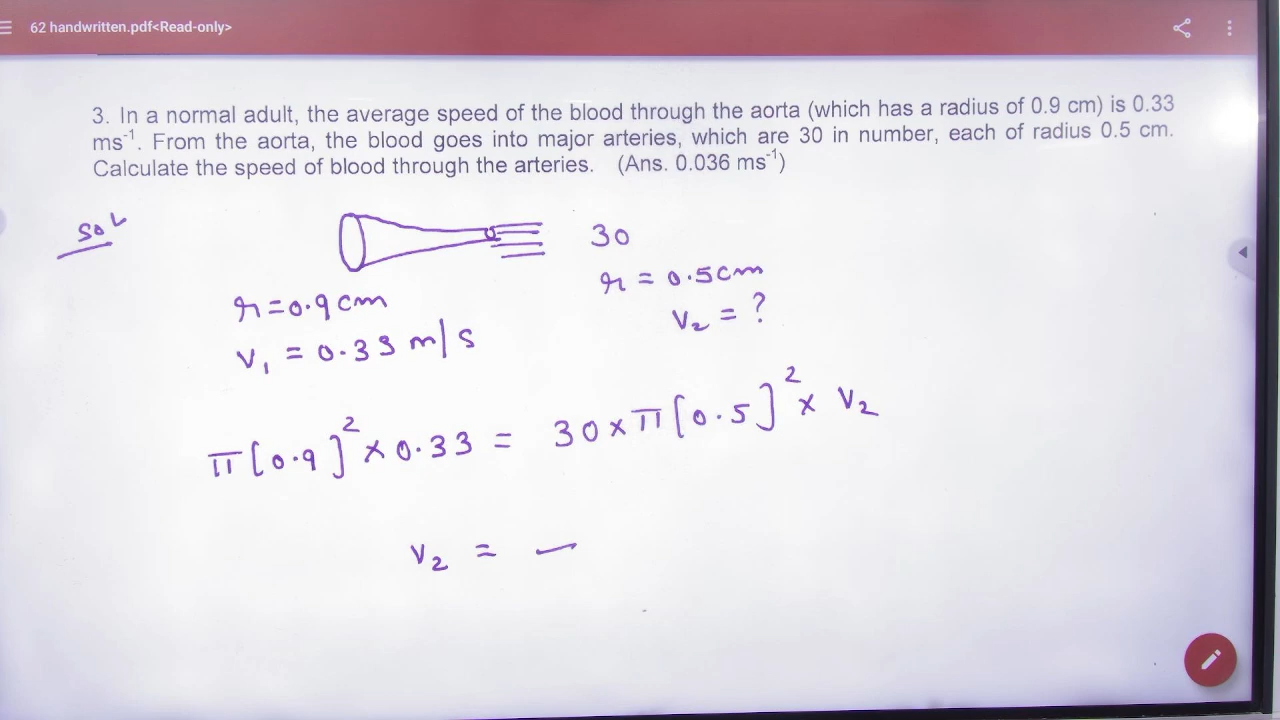 62 handwritten.pdf<Read-only>
3. In a normal adult, the average speed of the blood through the aorta (which has a radius of 0.9 cm) is 0.33
ms⁻¹. From the aorta, the blood goes into major arteries, which are 30 in number, each of radius 0.5 cm.
Calculate the speed of blood through the arteries. (Ans. 0.036 ms⁻¹)
Sol
30
r = 0.5cm
r = 0.9 cm
V₂ = ?
V₁ = 0.33 m/s
π[0.9]² × 0.33 = 30 × π[0.5]² × V₂
V₂ = —